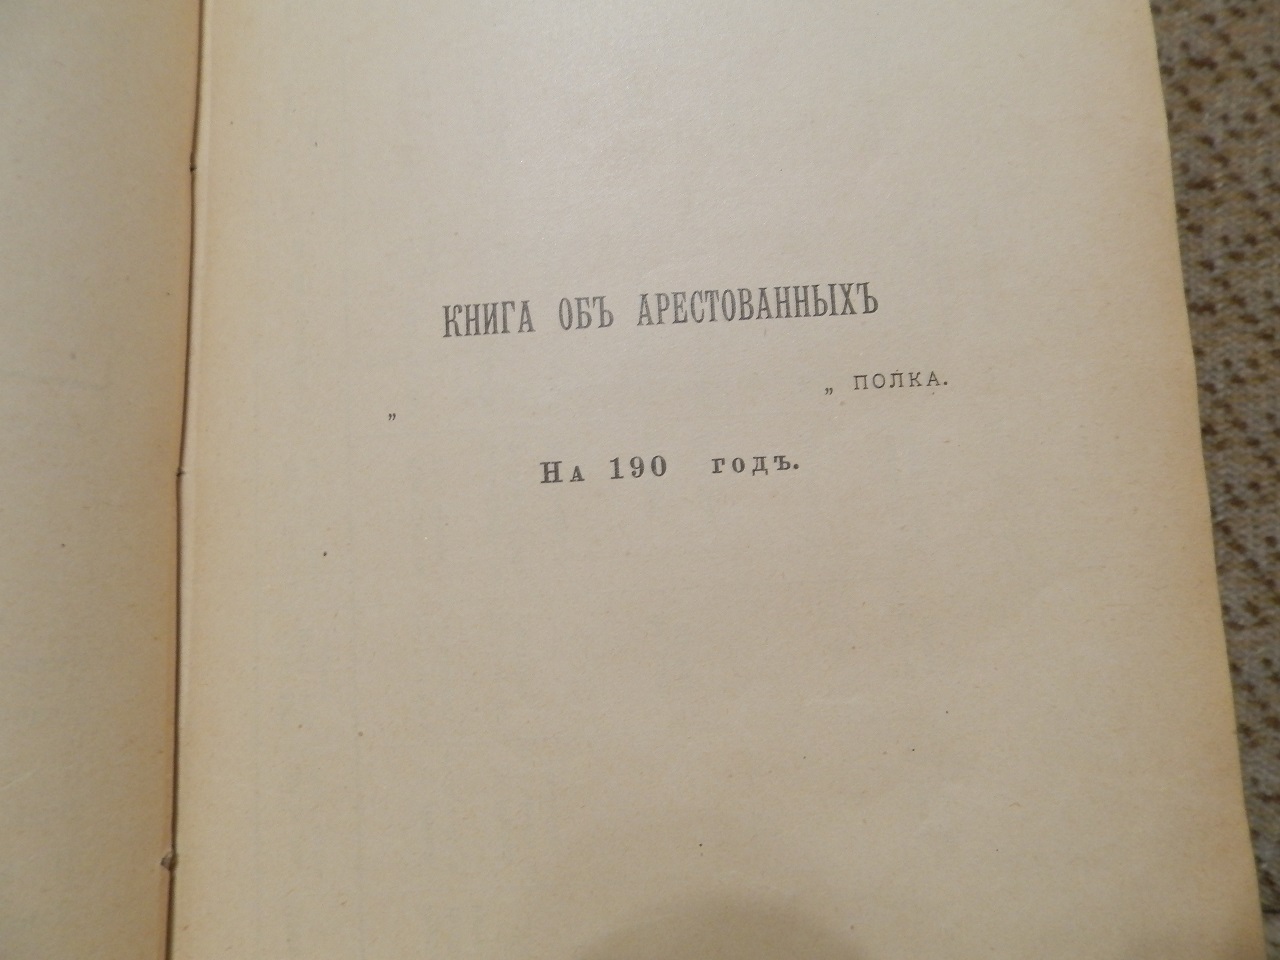 КНИГА ОБЪ АРЕСТОВАННЫХЪ
„ „ ПОЛКА.
НА 190 ГОДЪ.